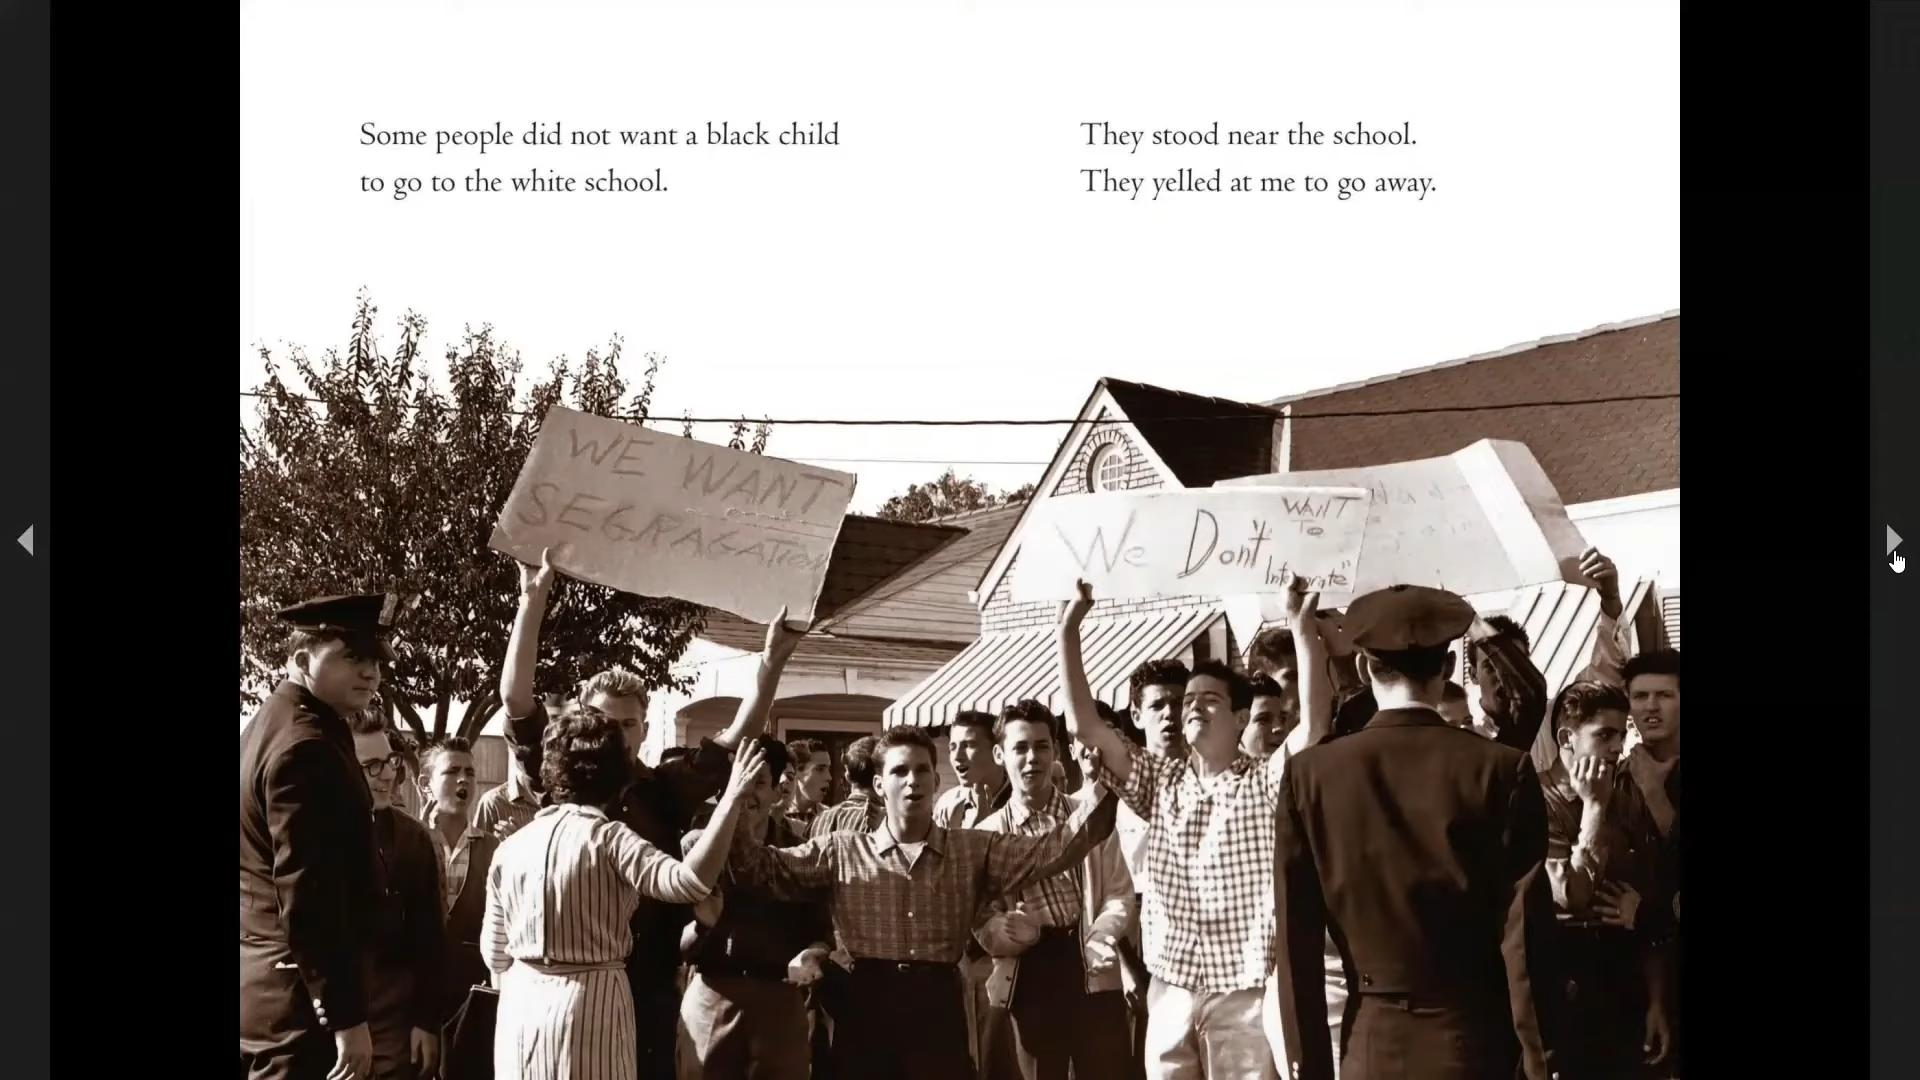 Some people did not want a black child
to go to the white school.
They stood near the school.
They yelled at me to go away.
WE WANT
SEGRAGATION
We Don't WANT
TO
Integrate"